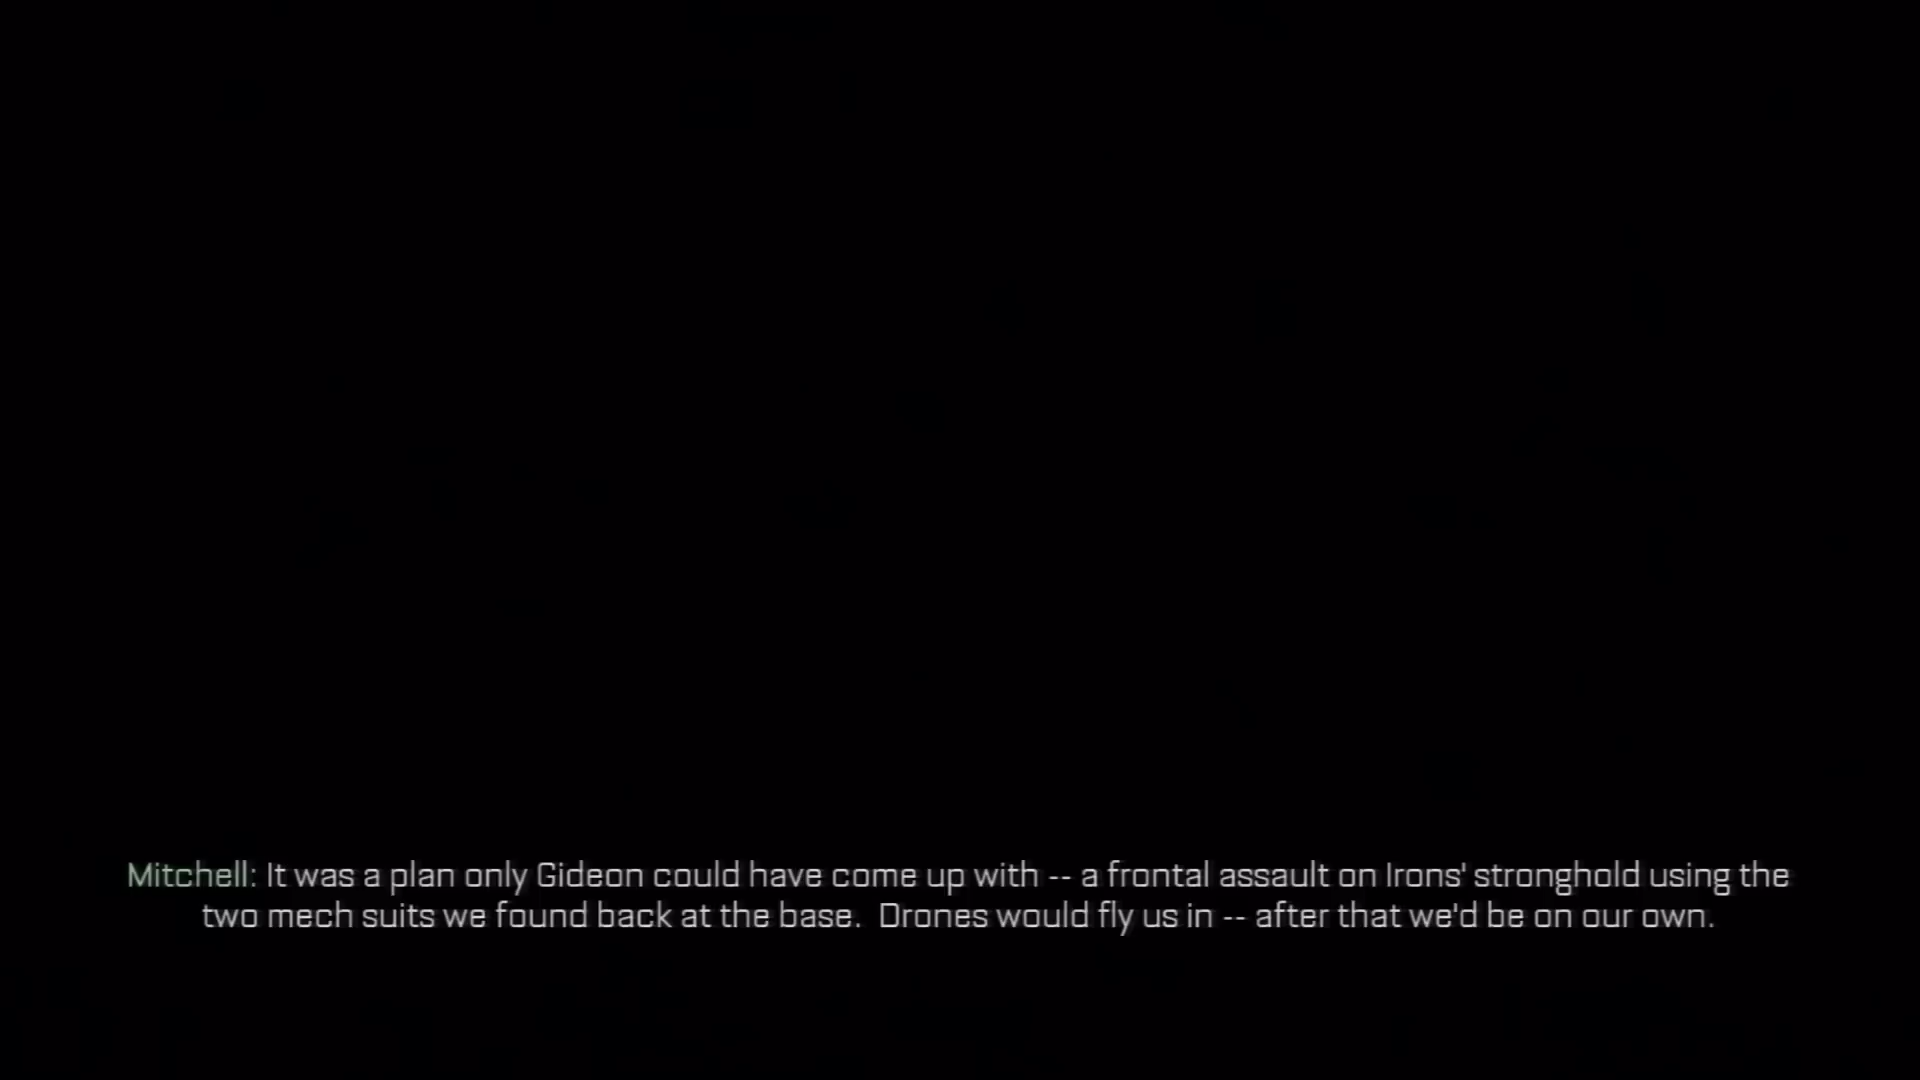 Mitchell: It was a plan only Gideon could have come up with -- a frontal assault on Irons' stronghold using the
two mech suits we found back at the base.  Drones would fly us in -- after that we'd be on our own.